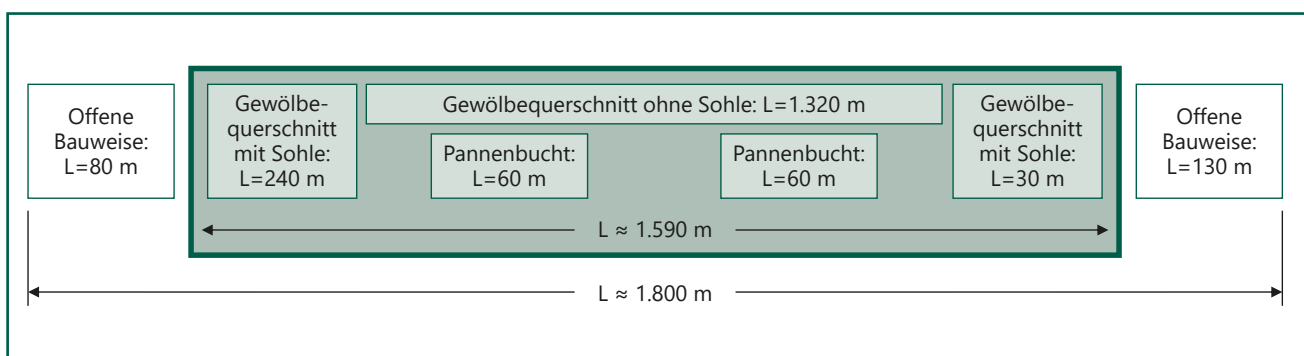 Offene
Bauweise:
L=80 m
Gewölbe-
querschnitt
mit Sohle:
L=240 m
Gewölbequerschnitt ohne Sohle: L=1.320 m
Pannenbucht:
L=60 m
Pannenbucht:
L=60 m
Gewölbe-
querschnitt
mit Sohle:
L=30 m
Offene
Bauweise:
L=130 m
L ≈ 1.590 m
L ≈ 1.800 m